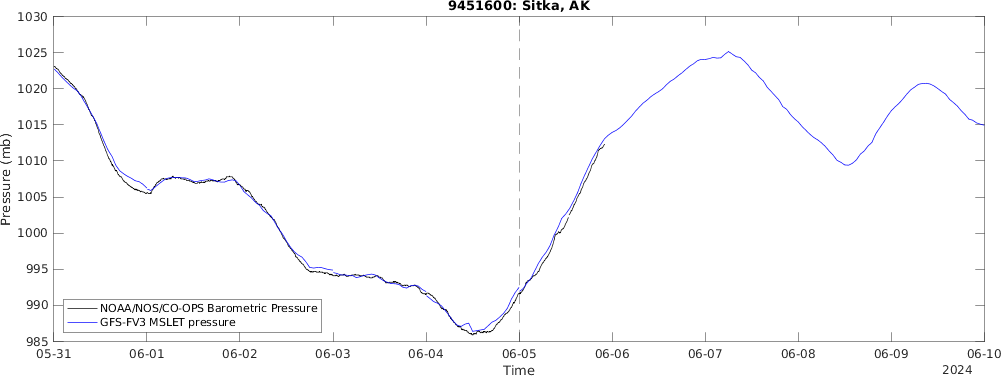 9451600: Sitka, AK
1030
1025
1020
1015
1010
1005
1000
995
990
985
Pressure (mb)
NOAA/NOS/CO-OPS Barometric Pressure
GFS-FV3 MSLET pressure
05-31 06-01 06-02 06-03 06-04 06-05 06-06 06-07 06-08 06-09 06-10
Time
2024